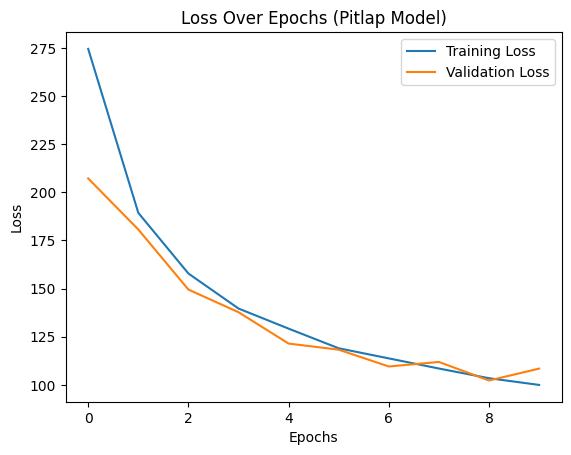 Loss Over Epochs (Pitlap Model)
Training Loss
Validation Loss
Loss
275
250
225
200
175
150
125
100
0 2 4 6 8
Epochs